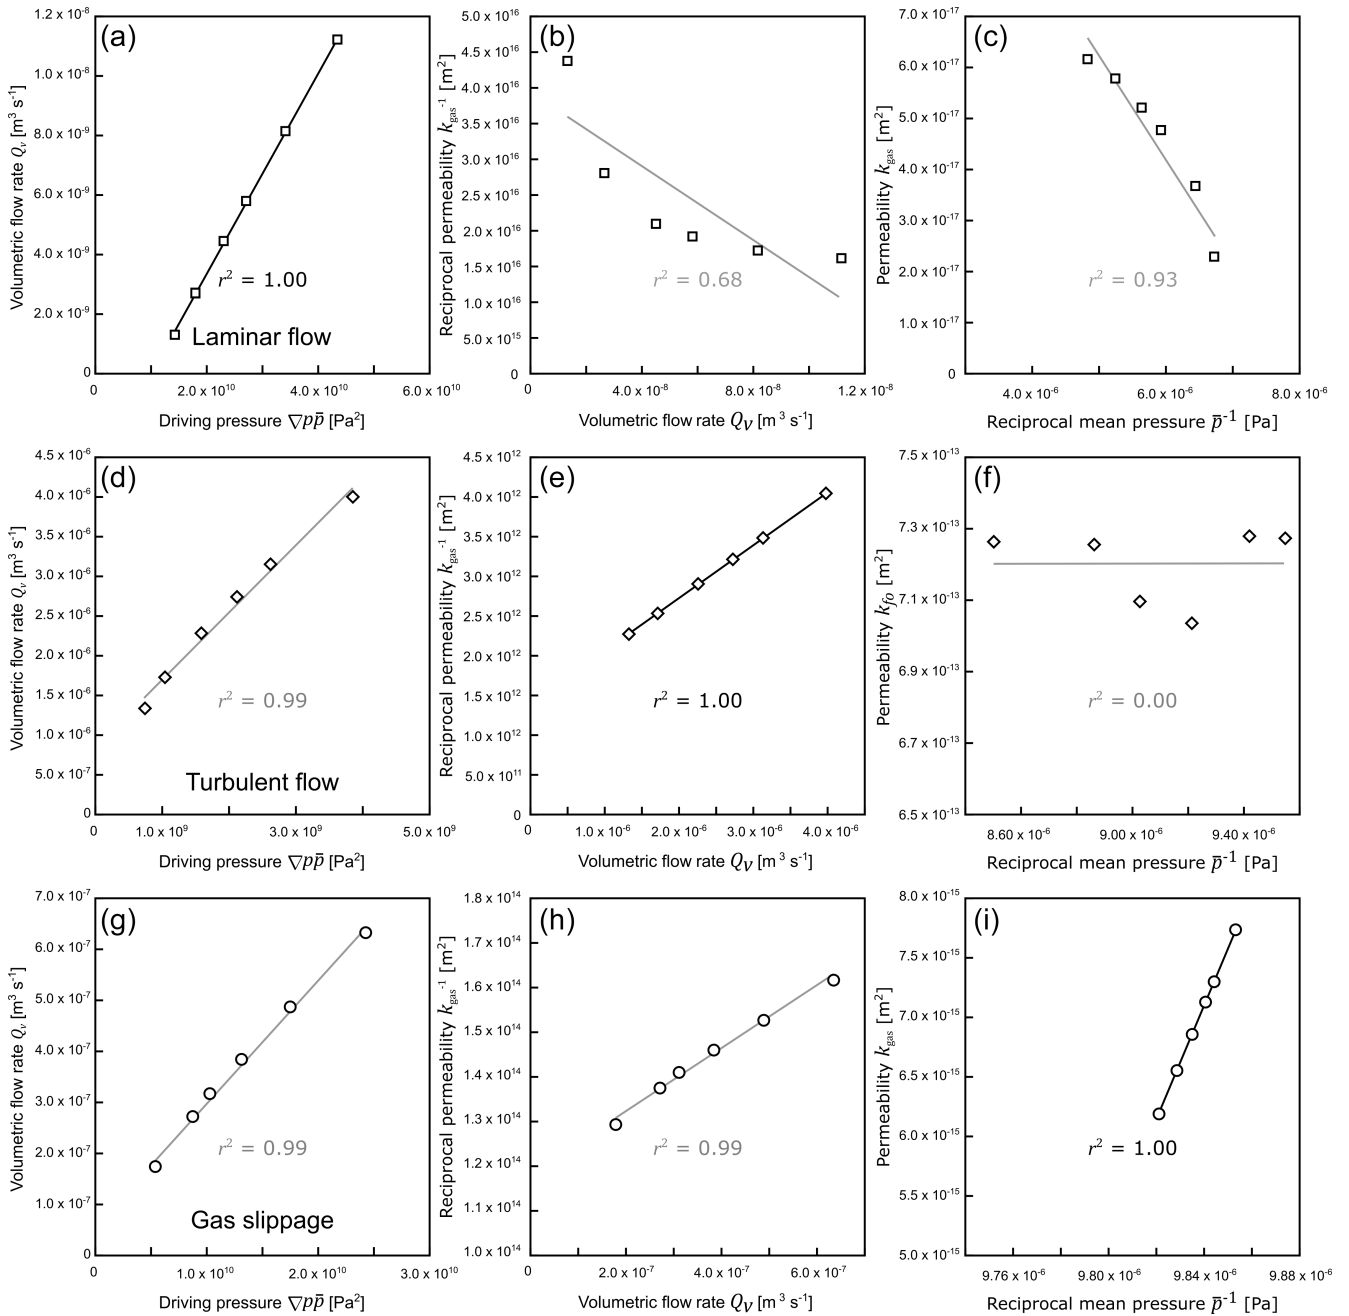 (a)
1.2 x 10⁻⁸
1.0 x 10⁻⁸
8.0 x 10⁻⁹
6.0 x 10⁻⁹
4.0 x 10⁻⁹
2.0 x 10⁻⁹
0
Volumetric flow rate Qᵥ [m³ s⁻¹]
r² = 1.00
Laminar flow
0 2.0 x 10¹⁰ 4.0 x 10¹⁰ 6.0 x 10¹⁰
Driving pressure ∇pp̄ [Pa²]
(b)
5.0 x 10¹⁶
4.5 x 10¹⁶
4.0 x 10¹⁶
3.5 x 10¹⁶
3.0 x 10¹⁶
2.5 x 10¹⁶
2.0 x 10¹⁶
1.5 x 10¹⁶
1.0 x 10¹⁶
5.0 x 10¹⁵
0
Reciprocal permeability k_gas⁻¹ [m²]
r² = 0.68
4.0 x 10⁻⁸ 8.0 x 10⁻⁸ 1.2 x 10⁻⁸
Volumetric flow rate Qᵥ [m³ s⁻¹]
(c)
7.0 x 10⁻¹⁷
6.0 x 10⁻¹⁷
5.0 x 10⁻¹⁷
4.0 x 10⁻¹⁷
3.0 x 10⁻¹⁷
2.0 x 10⁻¹⁷
1.0 x 10⁻¹⁷
0
Permeability k_gas [m²]
r² = 0.93
4.0 x 10⁻⁶ 6.0 x 10⁻⁶ 8.0 x 10⁻⁶
Reciprocal mean pressure p̄⁻¹ [Pa]
(d)
4.5 x 10⁻⁶
4.0 x 10⁻⁶
3.5 x 10⁻⁶
3.0 x 10⁻⁶
2.5 x 10⁻⁶
2.0 x 10⁻⁶
1.5 x 10⁻⁶
1.0 x 10⁻⁶
5.0 x 10⁻⁷
0
Volumetric flow rate Qᵥ [m³ s⁻¹]
r² = 0.99
Turbulent flow
0 1.0 x 10⁹ 3.0 x 10⁹ 5.0 x 10⁹
Driving pressure ∇pp̄ [Pa²]
(e)
4.5 x 10¹²
4.0 x 10¹²
3.5 x 10¹²
3.0 x 10¹²
2.5 x 10¹²
2.0 x 10¹²
1.5 x 10¹²
1.0 x 10¹²
5.0 x 10¹¹
0
Reciprocal permeability k_gas⁻¹ [m²]
r² = 1.00
0 1.0 x 10⁻⁶ 2.0 x 10⁻⁶ 3.0 x 10⁻⁶ 4.0 x 10⁻⁶
Volumetric flow rate Qᵥ [m³ s⁻¹]
(f)
7.5 x 10⁻¹³
7.3 x 10⁻¹³
7.1 x 10⁻¹³
6.9 x 10⁻¹³
6.7 x 10⁻¹³
6.5 x 10⁻¹³
Permeability k_fo [m²]
r² = 0.00
8.60 x 10⁻⁶ 9.00 x 10⁻⁶ 9.40 x 10⁻⁶
Reciprocal mean pressure p̄⁻¹ [Pa]
(g)
7.0 x 10⁻⁷
6.0 x 10⁻⁷
5.0 x 10⁻⁷
4.0 x 10⁻⁷
3.0 x 10⁻⁷
2.0 x 10⁻⁷
1.0 x 10⁻⁷
0
Volumetric flow rate Qᵥ [m³ s⁻¹]
r² = 0.99
Gas slippage
0 1.0 x 10¹⁰ 2.0 x 10¹⁰ 3.0 x 10¹⁰
Driving pressure ∇pp̄ [Pa²]
(h)
1.8 x 10¹⁴
1.7 x 10¹⁴
1.6 x 10¹⁴
1.5 x 10¹⁴
1.4 x 10¹⁴
1.3 x 10¹⁴
1.2 x 10¹⁴
1.1 x 10¹⁴
1.0 x 10¹⁴
Reciprocal permeability k_gas⁻¹ [m²]
r² = 0.99
2.0 x 10⁻⁷ 4.0 x 10⁻⁷ 6.0 x 10⁻⁷
Volumetric flow rate Qᵥ [m³ s⁻¹]
(i)
8.0 x 10⁻¹⁵
7.5 x 10⁻¹⁵
7.0 x 10⁻¹⁵
6.5 x 10⁻¹⁵
6.0 x 10⁻¹⁵
5.5 x 10⁻¹⁵
5.0 x 10⁻¹⁵
Permeability k_gas [m²]
r² = 1.00
9.76 x 10⁻⁶ 9.80 x 10⁻⁶ 9.84 x 10⁻⁶ 9.88 x 10⁻⁶
Reciprocal mean pressure p̄⁻¹ [Pa]